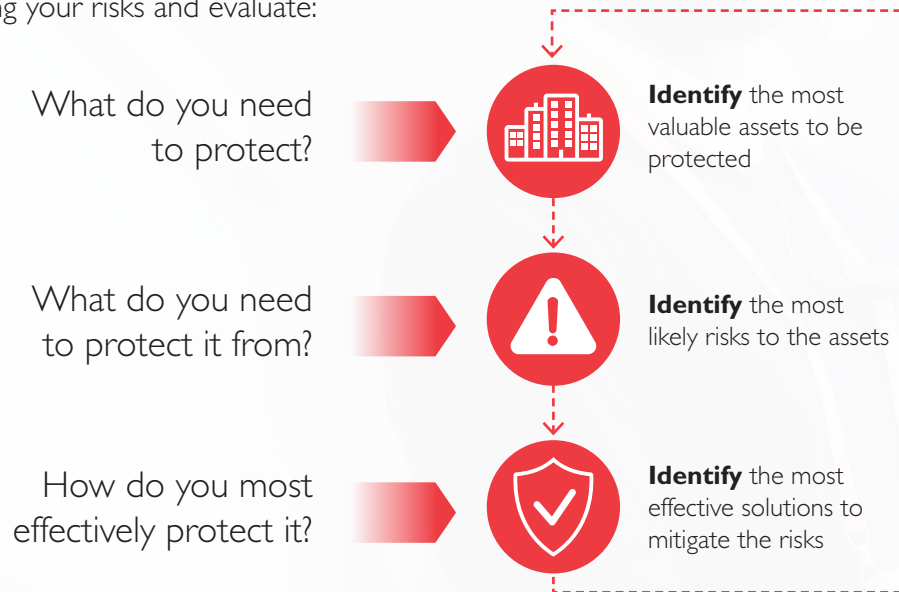 ng your risks and evaluate:
What do you need
to protect?
Identify the most
valuable assets to be
protected
What do you need
to protect it from?
Identify the most
likely risks to the assets
How do you most
effectively protect it?
Identify the most
effective solutions to
mitigate the risks